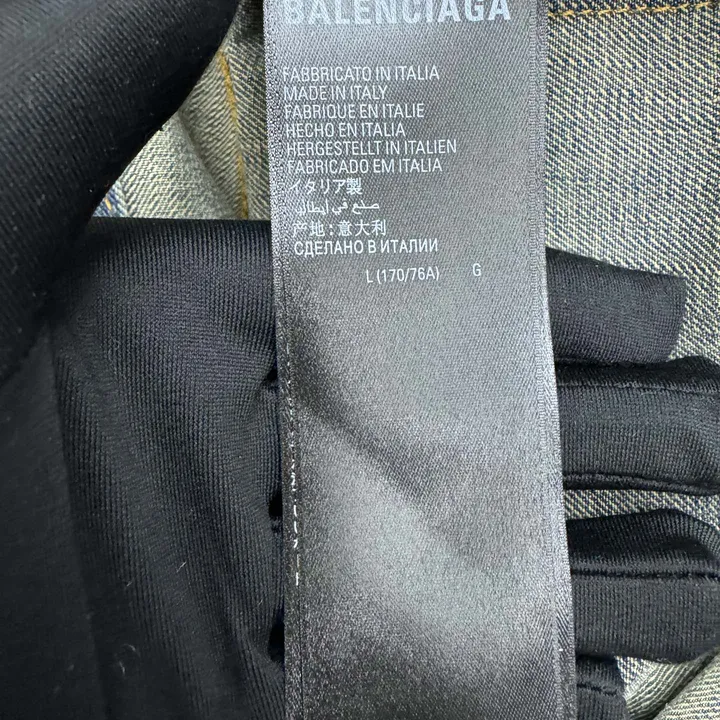 BALENCIAGA
FABBRICATO IN ITALIA
MADE IN ITALY
FABRIQUE EN ITALIE
HECHO EN ITALIA
HERGESTELLT IN ITALIEN
FABRICADO EM ITALIA
イタリア製
صنع في إيطاليا
产地:意大利
СДЕЛАНО В ИТАЛИИ
L (170/76A) G